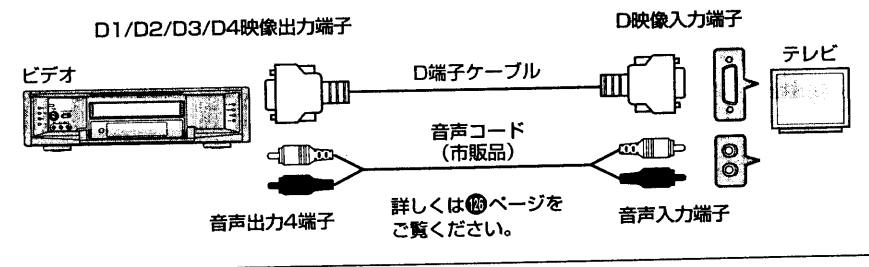 D1/D2/D3/D4映像出力端子
D映像入力端子
ビデオ
D端子ケーブル
テレビ
音声コード
（市販品）
音声出力4端子
詳しくは126ページを
ご覧ください。
音声入力端子